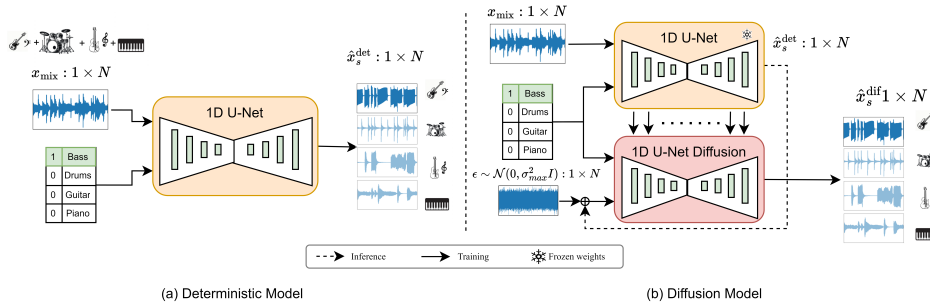 + + +
x_mix : 1 × N
1D U-Net
1 Bass
0 Drums
0 Guitar
0 Piano
x̂_s^det : 1 × N
x_mix : 1 × N
1D U-Net
x̂_s^det : 1 × N
1 Bass
0 Drums
0 Guitar
0 Piano
1D U-Net Diffusion
ϵ ∼ 𝒩(0, σ²_max I) : 1 × N
x̂_s^dif 1 × N
Inference
Training
Frozen weights
(a) Deterministic Model
(b) Diffusion Model